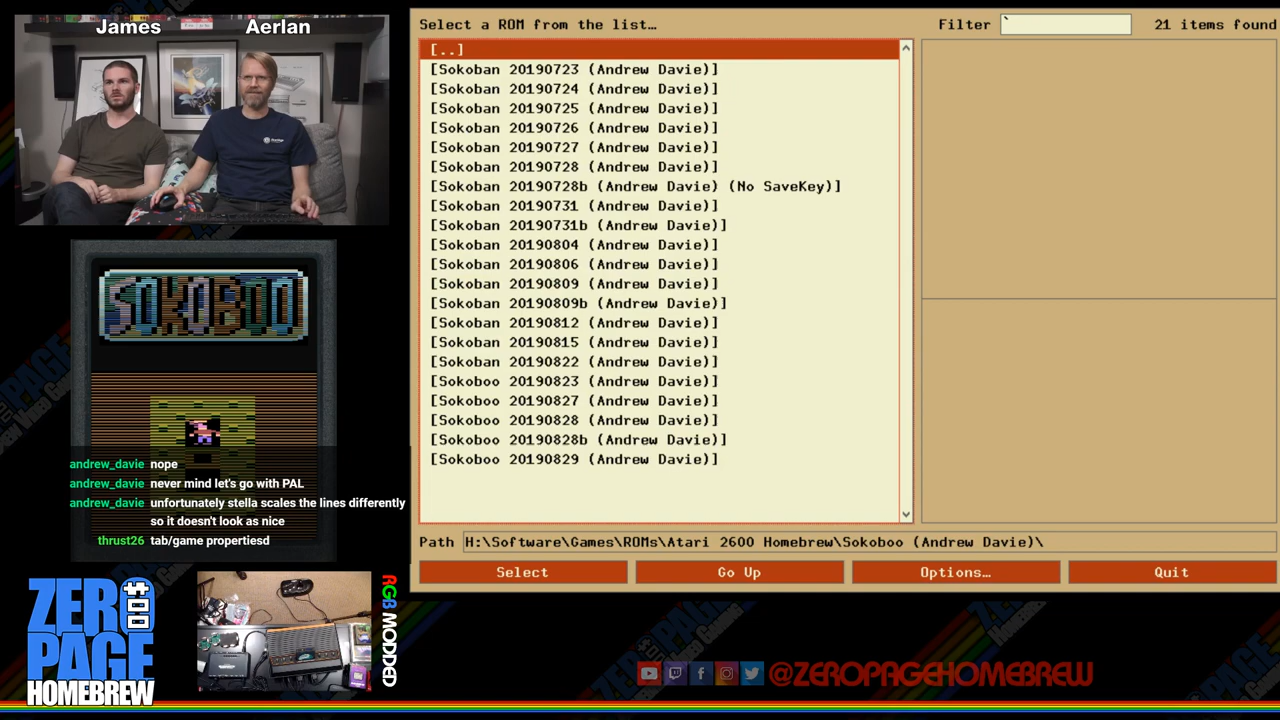 James
Aerlan
Select a ROM from the list…
Filter `
21 items found
[..]
[Sokoban 20190723 (Andrew Davie)]
[Sokoban 20190724 (Andrew Davie)]
[Sokoban 20190725 (Andrew Davie)]
[Sokoban 20190726 (Andrew Davie)]
[Sokoban 20190727 (Andrew Davie)]
[Sokoban 20190728 (Andrew Davie)]
[Sokoban 20190728b (Andrew Davie) (No SaveKey)]
[Sokoban 20190731 (Andrew Davie)]
[Sokoban 20190731b (Andrew Davie)]
[Sokoban 20190804 (Andrew Davie)]
[Sokoban 20190806 (Andrew Davie)]
[Sokoban 20190809 (Andrew Davie)]
[Sokoban 20190809b (Andrew Davie)]
[Sokoban 20190812 (Andrew Davie)]
[Sokoban 20190815 (Andrew Davie)]
[Sokoban 20190822 (Andrew Davie)]
[Sokoboo 20190823 (Andrew Davie)]
[Sokoboo 20190827 (Andrew Davie)]
[Sokoboo 20190828 (Andrew Davie)]
[Sokoboo 20190828b (Andrew Davie)]
[Sokoboo 20190829 (Andrew Davie)]
Path H:\Software\Games\ROMs\Atari 2600 Homebrew\Sokoboo (Andrew Davie)\
Select
Go Up
Options…
Quit
SOKOBOO
andrew_davie nope
andrew_davie never mind let's go with PAL
andrew_davie unfortunately stella scales the lines differently
so it doesn't look as nice
thrust26 tab/game propertiesd
ZERO
PAGE
HOMEBREW
RGB MODDED
@ZEROPAGEHOMEBREW